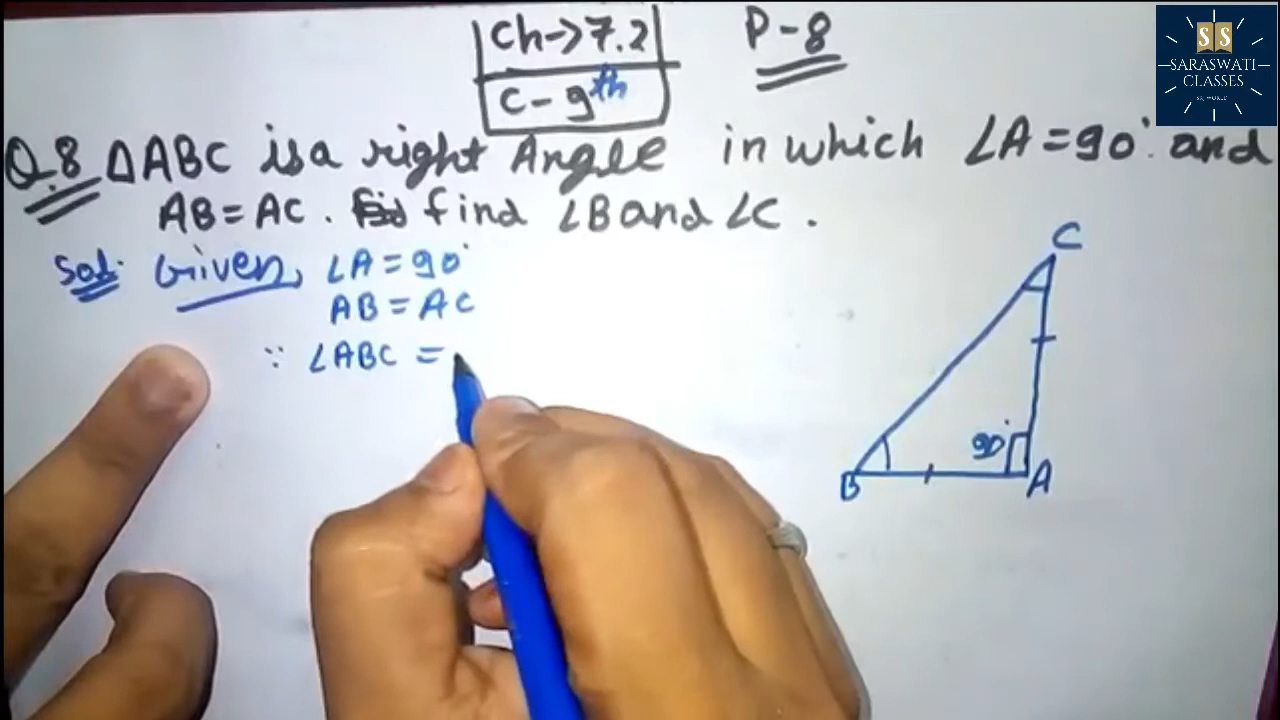 Ch->7.2
P-8
C-9th
Q.8 ΔABC is a right Angle in which ∠A=90° and
AB=AC. find ∠B and ∠C.
Sol. Given, ∠A=90°
AB=AC
∵ ∠ABC =
C
90°
B
A
S S
SARASWATI
CLASSES